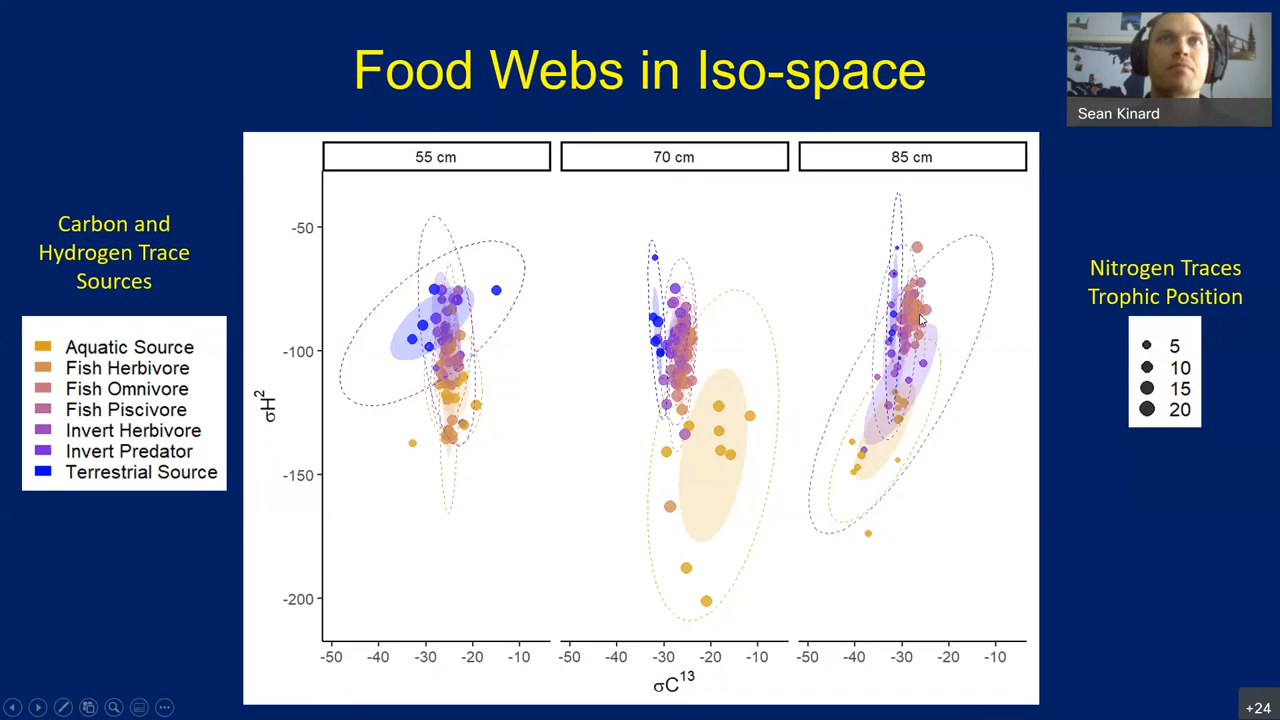 Food Webs in Iso-space
Sean Kinard
Carbon and
Hydrogen Trace
Sources
Aquatic Source
Fish Herbivore
Fish Omnivore
Fish Piscivore
Invert Herbivore
Invert Predator
Terrestrial Source
55 cm
70 cm
85 cm
-50
-100
-150
-200
σH²
-50 -40 -30 -20 -10
-50 -40 -30 -20 -10
-50 -40 -30 -20 -10
σC¹³
Nitrogen Traces
Trophic Position
5
10
15
20
+24